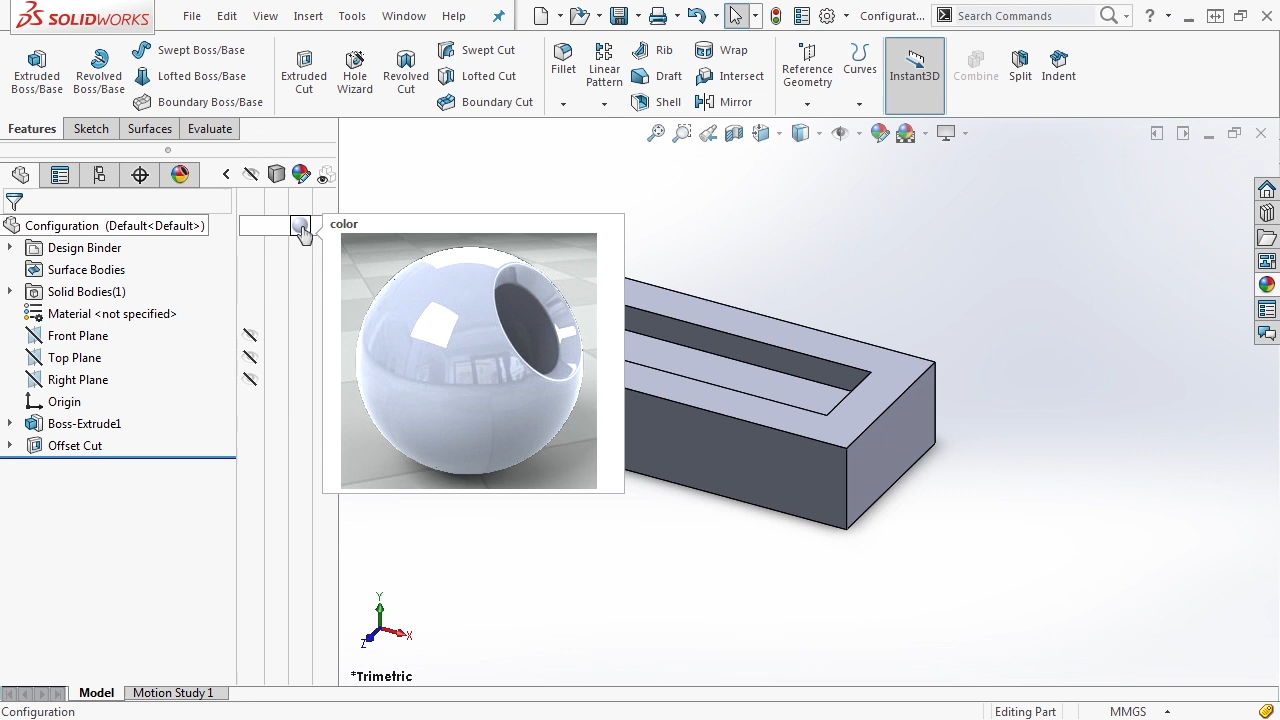 SOLIDWORKS
File Edit View Insert Tools Window Help
Configurat...
Search Commands
?
Extruded Boss/Base
Revolved Boss/Base
Swept Boss/Base
Lofted Boss/Base
Boundary Boss/Base
Extruded Cut
Hole Wizard
Revolved Cut
Swept Cut
Lofted Cut
Boundary Cut
Fillet
Linear Pattern
Rib
Draft
Shell
Wrap
Intersect
Mirror
Reference Geometry
Curves
Instant3D
Combine
Split
Indent
Features Sketch Surfaces Evaluate
Configuration (Default<Default>)
color
Design Binder
Surface Bodies
Solid Bodies(1)
Material <not specified>
Front Plane
Top Plane
Right Plane
Origin
Boss-Extrude1
Offset Cut
Y
X
Z
*Trimetric
Model Motion Study 1
Configuration
Editing Part
MMGS